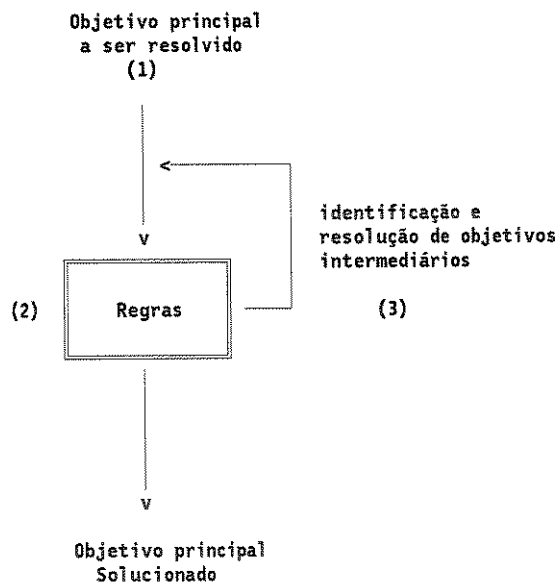 Objetivo principal
a ser resolvido
(1)
<
v
identificação e
resolução de objetivos
intermediários
(2)
Regras
(3)
v
Objetivo principal
Solucionado